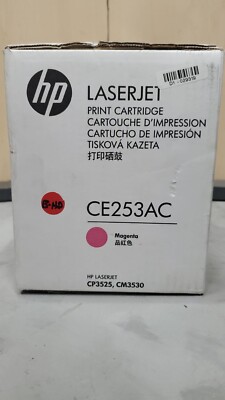 hp
LASERJET
PRINT CARTRIDGE
CARTOUCHE D'IMPRESSION
CARTUCHO DE IMPRESIÓN
TISKOVÁ KAZETA
打印硒鼓
CE253AC
Magenta
品红色
HP LASERJET
CP3525, CM3530